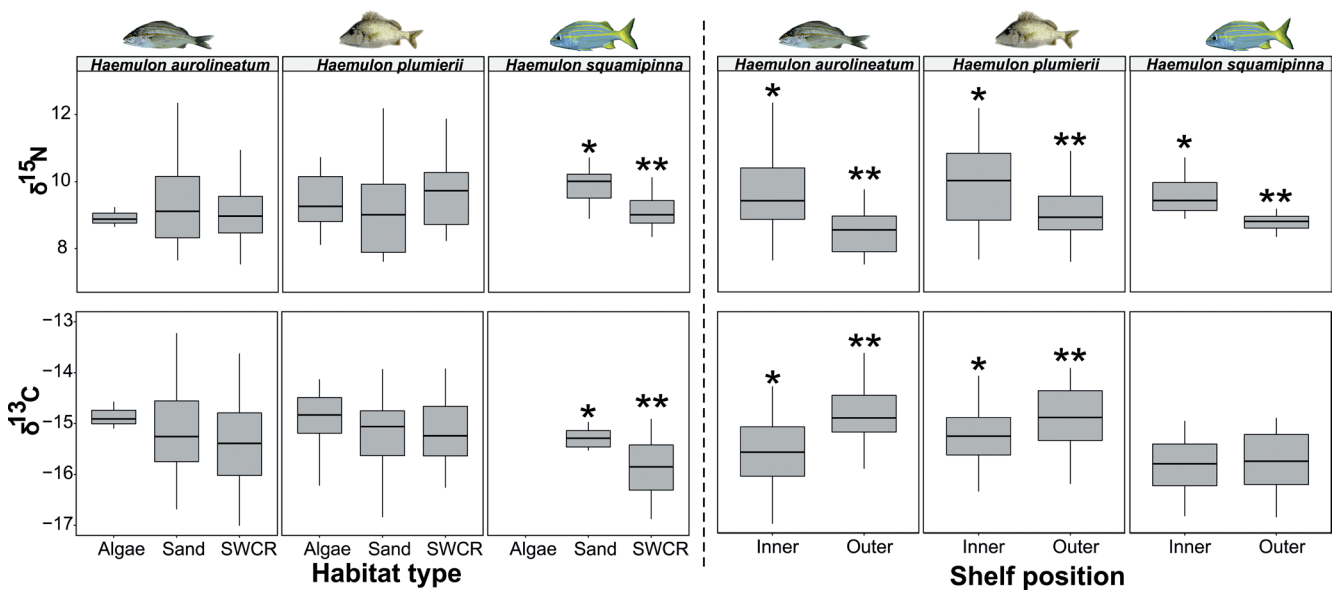 Haemulon aurolineatum Haemulon plumierii Haemulon squamipinna Haemulon aurolineatum Haemulon plumierii Haemulon squamipinna
* * * *
12 * ** ** *
δ15N 10 ** **
8
−13
−14 * ** * **
δ13C −15 * **
−16
−17
Algae Sand SWCR Algae Sand SWCR Algae Sand SWCR Inner Outer Inner Outer Inner Outer
Habitat type Shelf position